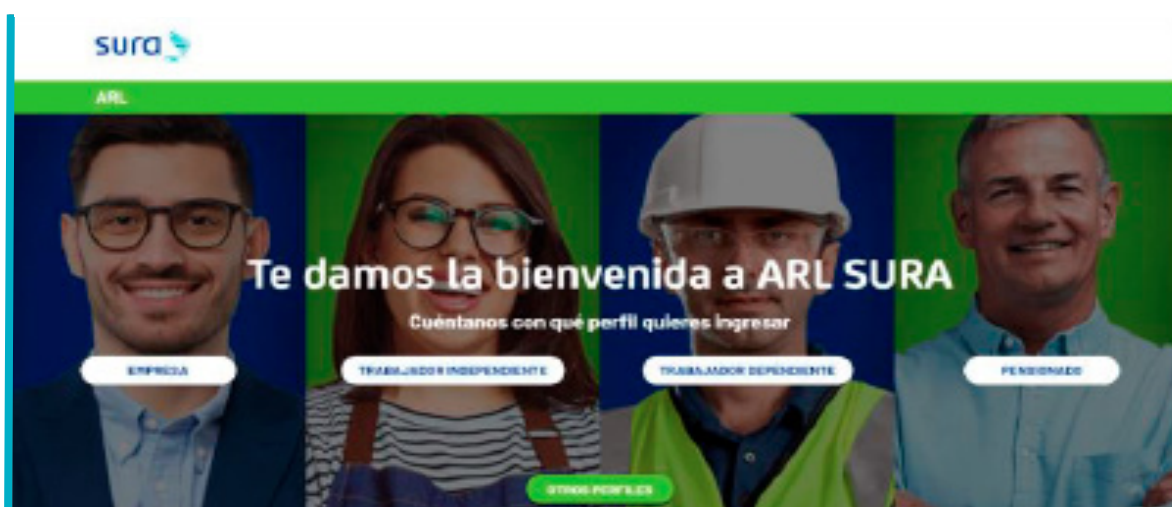 sura
ARL
Te damos la bienvenida a ARL SURA
Cuéntanos con qué perfil quieres ingresar
EMPRESA
TRABAJADOR INDEPENDIENTE
TRABAJADOR DEPENDIENTE
PENSIONADO
OTROS PERFILES